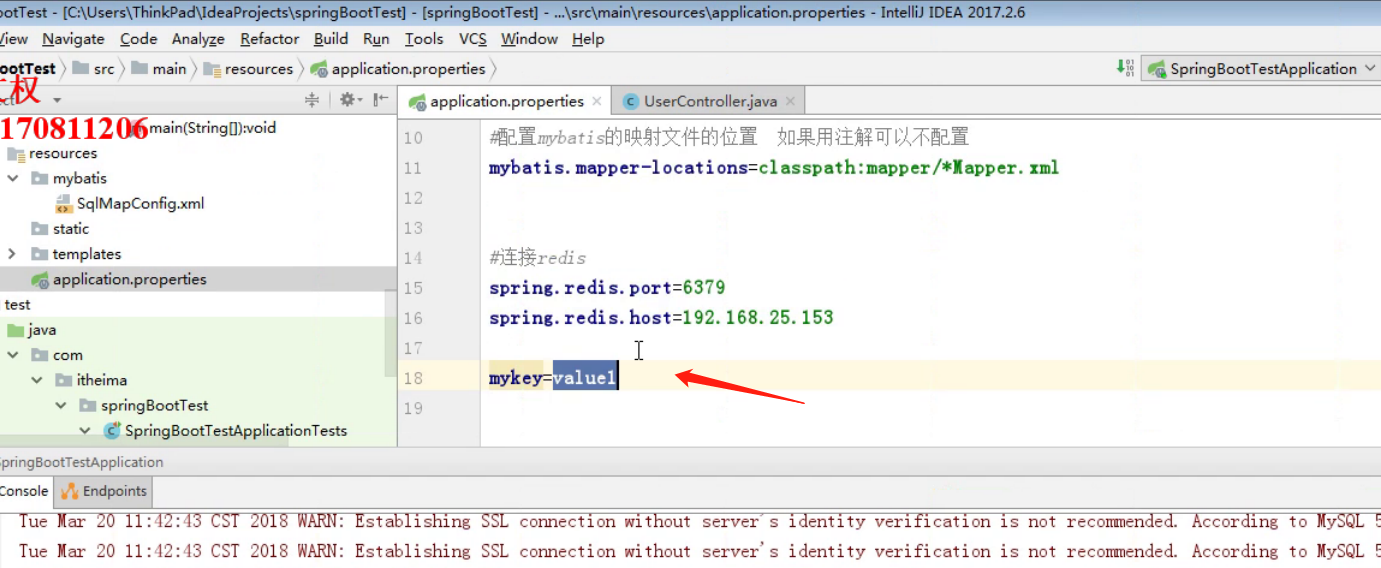 ootTest - [C:\Users\ThinkPad\IdeaProjects\springBootTest] - [springBootTest] - ...\src\main\resources\application.properties - IntelliJ IDEA 2017.2.6
View Navigate Code Analyze Refactor Build Run Tools VCS Window Help
ootTest src main resources application.properties SpringBootTestApplication
权
170811206
application.properties UserController.java
main(String[]):void
resources
mybatis
SqlMapConfig.xml
static
templates
application.properties
test
java
com
itheima
springBootTest
SpringBootTestApplicationTests
10 #配置mybatis的映射文件的位置 如果用注解可以不配置
11 mybatis.mapper-locations=classpath:mapper/*Mapper.xml
12
13
14 #连接redis
15 spring.redis.port=6379
16 spring.redis.host=192.168.25.153
17
18 mykey=value1
19
SpringBootTestApplication
Console Endpoints
Tue Mar 20 11:42:43 CST 2018 WARN: Establishing SSL connection without server's identity verification is not recommended. According to MySQL 5
Tue Mar 20 11:42:43 CST 2018 WARN: Establishing SSL connection without server's identity verification is not recommended. According to MySQL 5